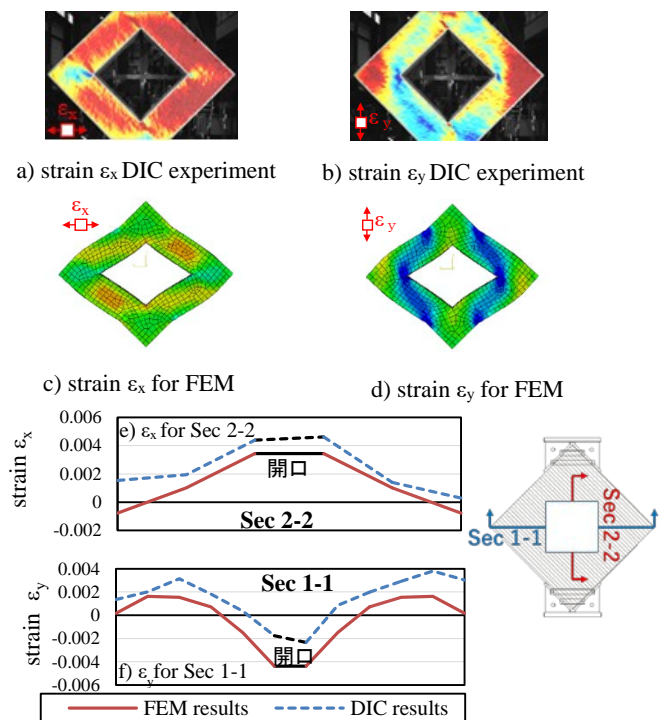 εx
εy
a) strain εx DIC experiment
b) strain εy DIC experiment
εx
εy
c) strain εx for FEM
d) strain εy for FEM
strain εx
0.006
0.004
0.002
0
-0.002
e) εx for Sec 2-2
開口
Sec 2-2
strain εy
0.004
0.002
0
-0.002
-0.004
-0.006
Sec 1-1
開口
f) εy for Sec 1-1
Sec 1-1
Sec 2-2
FEM results
DIC results